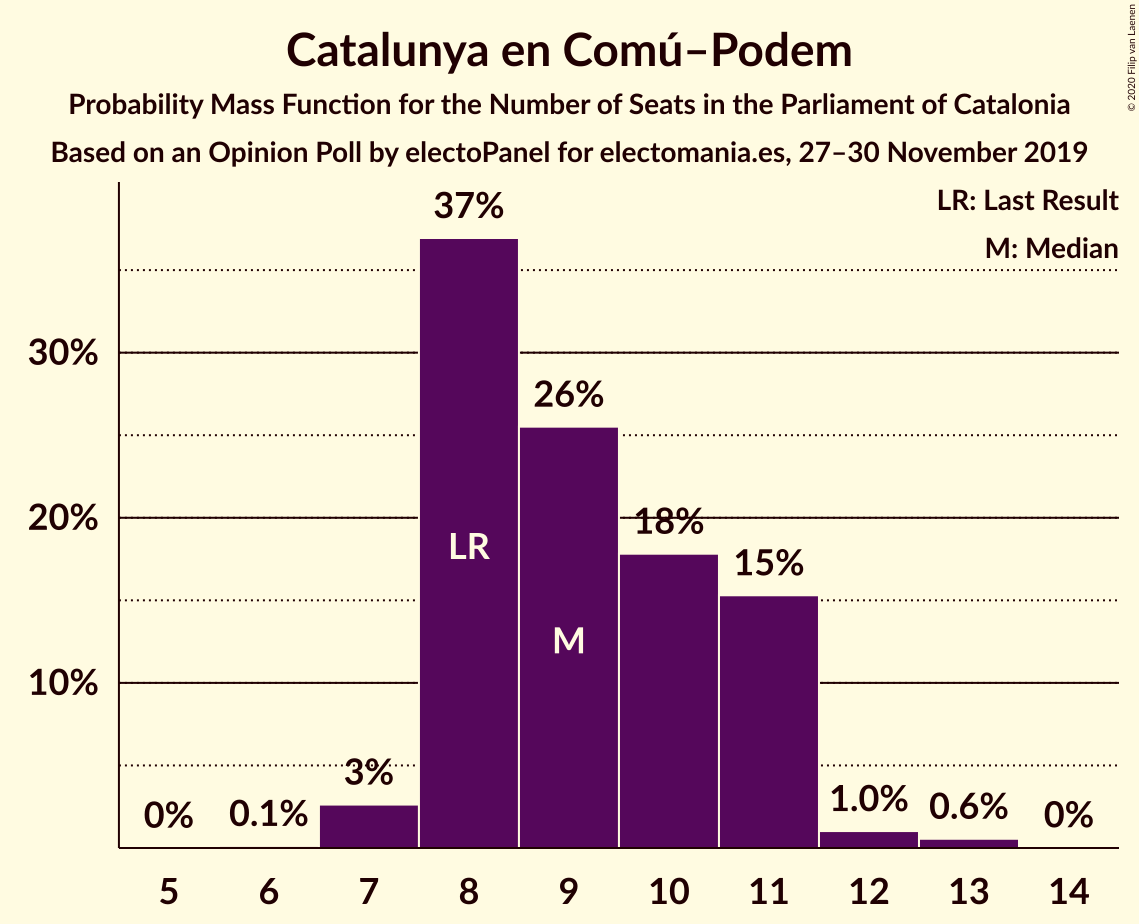 Catalunya en Comú–Podem
Probability Mass Function for the Number of Seats in the Parliament of Catalonia
Based on an Opinion Poll by electoPanel for electomania.es, 27–30 November 2019
© 2020 Filip van Laenen
LR: Last Result
M: Median
37%
30%
26%
20%
18%
LR
15%
M
10%
3%
0%
0.1%
1.0%
0.6%
0%
5 6 7 8 9 10 11 12 13 14